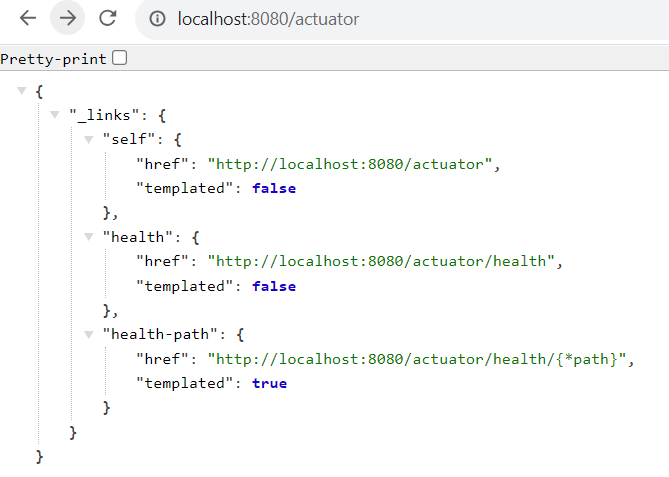 localhost:8080/actuator
Pretty-print
{
"_links": {
"self": {
"href": "http://localhost:8080/actuator",
"templated": false
},
"health": {
"href": "http://localhost:8080/actuator/health",
"templated": false
},
"health-path": {
"href": "http://localhost:8080/actuator/health/{*path}",
"templated": true
}
}
}